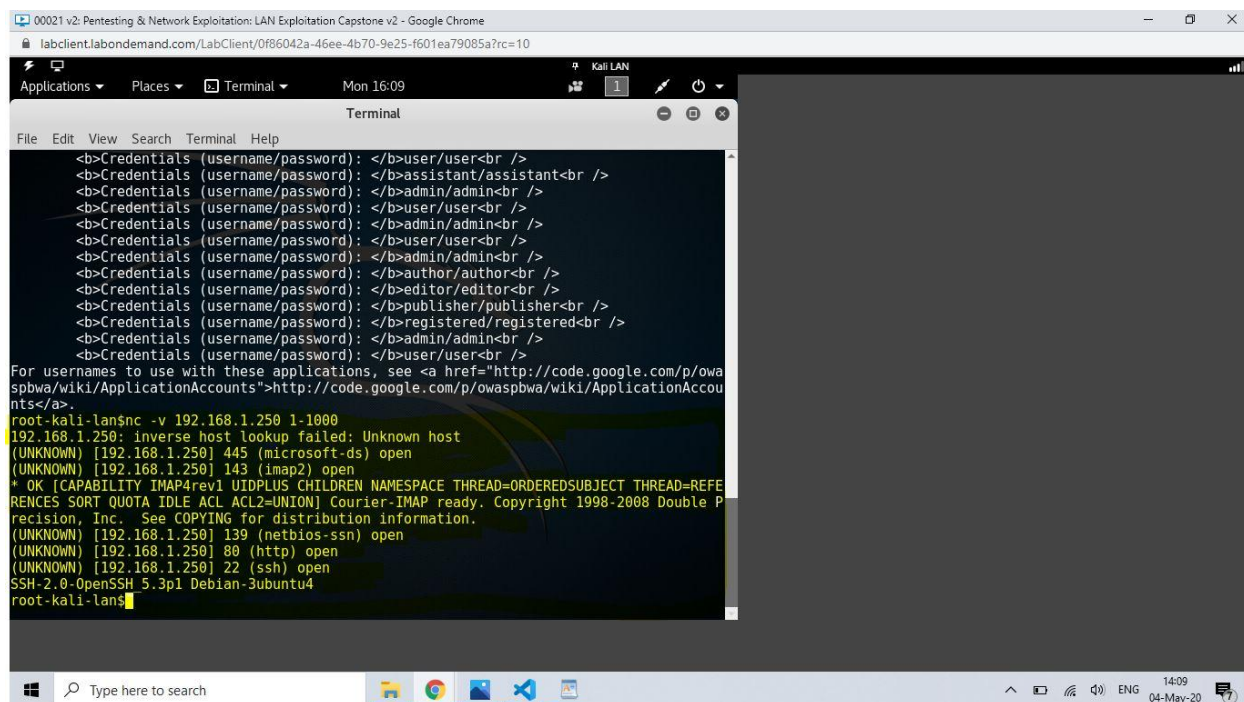 00021 v2: Pentesting & Network Exploitation: LAN Exploitation Capstone v2 - Google Chrome
labclient.labondemand.com/LabClient/0f86042a-46ee-4b70-9e25-f601ea79085a?rc=10
Kali LAN
Applications Places Terminal Mon 16:09 1
Terminal
File Edit View Search Terminal Help
<b>Credentials (username/password): </b>user/user<br />
<b>Credentials (username/password): </b>assistant/assistant<br />
<b>Credentials (username/password): </b>admin/admin<br />
<b>Credentials (username/password): </b>user/user<br />
<b>Credentials (username/password): </b>admin/admin<br />
<b>Credentials (username/password): </b>user/user<br />
<b>Credentials (username/password): </b>admin/admin<br />
<b>Credentials (username/password): </b>author/author<br />
<b>Credentials (username/password): </b>editor/editor<br />
<b>Credentials (username/password): </b>publisher/publisher<br />
<b>Credentials (username/password): </b>registered/registered<br />
<b>Credentials (username/password): </b>admin/admin<br />
<b>Credentials (username/password): </b>user/user<br />
For usernames to use with these applications, see <a href="http://code.google.com/p/owa
spbwa/wiki/ApplicationAccounts">http://code.google.com/p/owaspbwa/wiki/ApplicationAccou
nts</a>.
root-kali-lan$nc -v 192.168.1.250 1-1000
192.168.1.250: inverse host lookup failed: Unknown host
(UNKNOWN) [192.168.1.250] 445 (microsoft-ds) open
(UNKNOWN) [192.168.1.250] 143 (imap2) open
* OK [CAPABILITY IMAP4rev1 UIDPLUS CHILDREN NAMESPACE THREAD=ORDEREDSUBJECT THREAD=REFE
RENCES SORT QUOTA IDLE ACL ACL2=UNION] Courier-IMAP ready. Copyright 1998-2008 Double P
recision, Inc.  See COPYING for distribution information.
(UNKNOWN) [192.168.1.250] 139 (netbios-ssn) open
(UNKNOWN) [192.168.1.250] 80 (http) open
(UNKNOWN) [192.168.1.250] 22 (ssh) open
SSH-2.0-OpenSSH_5.3p1 Debian-3ubuntu4
root-kali-lan$
Type here to search
ENG
14:09
04-May-20
7